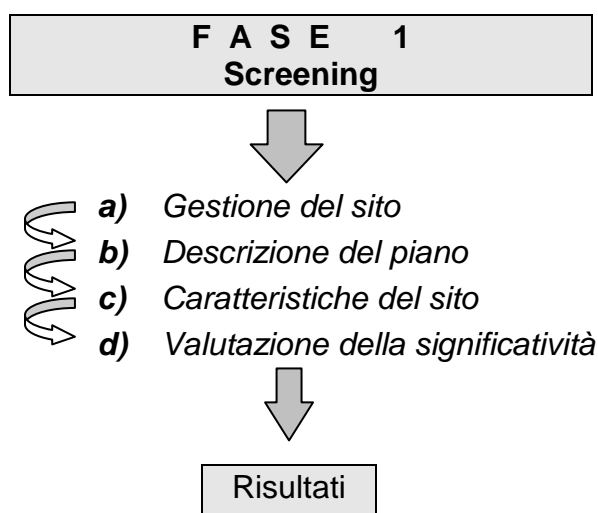 F A S E 1
Screening
a) Gestione del sito
b) Descrizione del piano
c) Caratteristiche del sito
d) Valutazione della significatività
Risultati